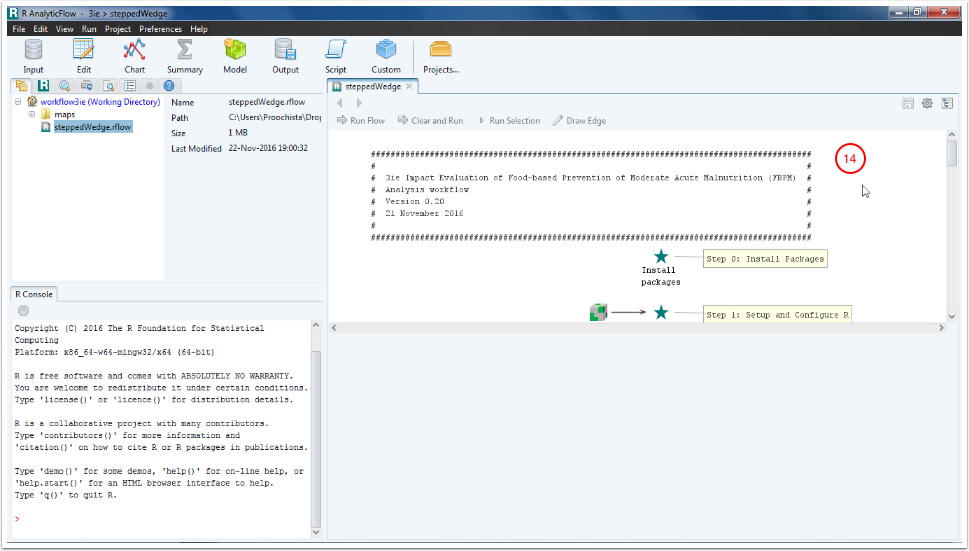 R AnalyticFlow - 3ie > steppedWedge
File Edit View Run Project Preferences Help
Input Edit Chart Summary Model Output Script Custom Projects...
workflow3ie (Working Directory)
maps
steppedWedge.rflow
Name steppedWedge.rflow
Path C:\Users\Proochista\Drop
Size 1 MB
Last Modified 22-Nov-2016 19:00:32
steppedWedge
Run Flow Clear and Run Run Selection Draw Edge
##########################################################################################
# #
# 3ie Impact Evaluation of Food-based Prevention of Moderate Acute Malnutrition (FBPM) #
# Analysis workflow #
# Version 0.20 #
# 21 November 2016 #
# #
##########################################################################################
14
Install
packages
Step 0: Install Packages
Step 1: Setup and Configure R
R Console
Copyright (C) 2016 The R Foundation for Statistical
Computing
Platform: x86_64-w64-mingw32/x64 (64-bit)
R is free software and comes with ABSOLUTELY NO WARRANTY.
You are welcome to redistribute it under certain conditions.
Type 'license()' or 'licence()' for distribution details.
R is a collaborative project with many contributors.
Type 'contributors()' for more information and
'citation()' on how to cite R or R packages in publications.
Type 'demo()' for some demos, 'help()' for on-line help, or
'help.start()' for an HTML browser interface to help.
Type 'q()' to quit R.
>